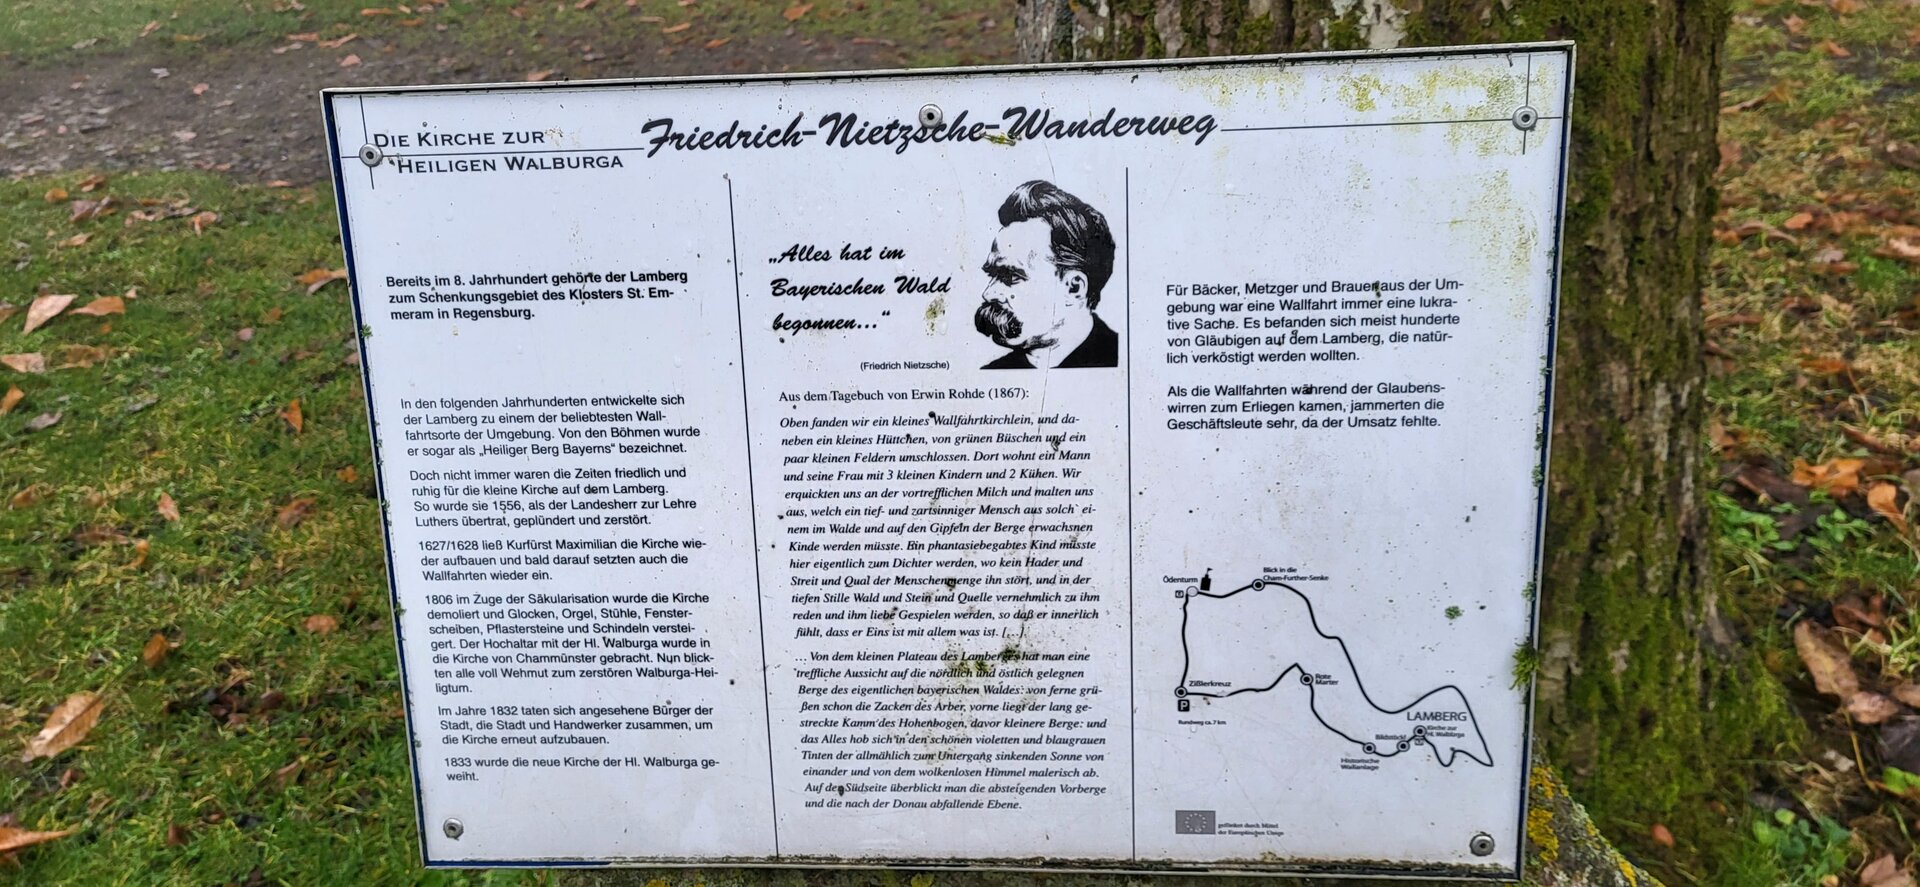 DIE KIRCHE ZUR
HEILIGEN WALBURGA
Friedrich-Nietzsche-Wanderweg
Bereits im 8. Jahrhundert gehörte der Lamberg
zum Schenkungsgebiet des Klosters St. Em-
meram in Regensburg.
In den folgenden Jahrhunderten entwickelte sich
der Lamberg zu einem der beliebtesten Wall-
fahrtsorte der Umgebung. Von den Böhmen wurde
er sogar als „Heiliger Berg Bayerns“ bezeichnet.
Doch nicht immer waren die Zeiten friedlich und
ruhig für die kleine Kirche auf dem Lamberg.
So wurde sie 1556, als der Landesherr zur Lehre
Luthers übertrat, geplündert und zerstört.
1627/1628 ließ Kurfürst Maximilian die Kirche wie-
der aufbauen und bald darauf setzten auch die
Wallfahrten wieder ein.
1806 im Zuge der Säkularisation wurde die Kirche
demoliert und Glocken, Orgel, Stühle, Fenster-
scheiben, Pflastersteine und Schindeln verstei-
gert. Der Hochaltar mit der Hl. Walburga wurde in
die Kirche von Chammünster gebracht. Nun blick-
ten alle voll Wehmut zum zerstören Walburga-Hei-
ligtum.
Im Jahre 1832 taten sich angesehene Bürger der
Stadt, die Stadt und Handwerker zusammen, um
die Kirche erneut aufzubauen.
1833 wurde die neue Kirche der Hl. Walburga ge-
weiht.
„Alles hat im
Bayerischen Wald
begonnen...“
(Friedrich Nietzsche)
Aus dem Tagebuch von Erwin Rohde (1867):
Oben fanden wir ein kleines Wallfahrtkirchlein, und da-
neben ein kleines Hüttchen, von grünen Büschen und ein
paar kleinen Feldern umschlossen. Dort wohnt ein Mann
und seine Frau mit 3 kleinen Kindern und 2 Kühen. Wir
erquickten uns an der vortrefflichen Milch und malten uns
aus, welch ein tief- und zartsinniger Mensch aus solch` ei-
nem im Walde und auf den Gipfeln der Berge erwachsnen
Kinde werden müsste. Ein phantasiebegabtes Kind müsste
hier eigentlich zum Dichter werden, wo kein Hader und
Streit und Qual der Menschenmenge ihn stört, und in der
tiefen Stille Wald und Stein und Quelle vernehmlich zu ihm
reden und ihm liebe Gespielen werden, so daß er innerlich
fühlt, dass er Eins ist mit allem was ist. [...]
... Von dem kleinen Plateau des Lamberges hat man eine
treffliche Aussicht auf die nördlich und östlich gelegnen
Berge des eigentlichen bayerischen Waldes: von ferne grü-
ßen schon die Zacken des Arber, vorne liegt der lang ge-
streckte Kamm des Hohenbogen, davor kleinere Berge: und
das Alles hob sich in den schönen violetten und blaugrauen
Tinten der allmählich zum Untergang sinkenden Sonne von
einander und von dem wolkenlosen Himmel malerisch ab.
Auf der Südseite überblickt man die absteigenden Vorberge
und die nach der Donau abfallende Ebene.
Für Bäcker, Metzger und Brauer aus der Um-
gebung war eine Wallfahrt immer eine lukra-
tive Sache. Es befanden sich meist hunderte
von Gläubigen auf dem Lamberg, die natür-
lich verköstigt werden wollten.
Als die Wallfahrten während der Glaubens-
wirren zum Erliegen kamen, jammerten die
Geschäftsleute sehr, da der Umsatz fehlte.
Ödenturm
Blick in die
Cham-Further-Senke
Zißlerkreuz
P
Rundweg ca. 7 km
Rote
Marter
LAMBERG
Kirche zur
Hl. Walburga
Bildstöckl
Historische
Wallanlage
gefördert durch Mittel
der Europäischen Union